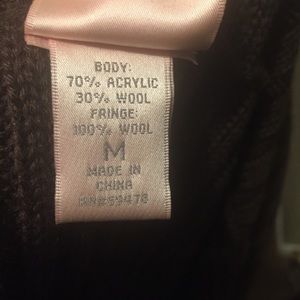 BODY:
70% ACRYLIC
30% WOOL
FRINGE:
100% WOOL
M
MADE IN
CHINA